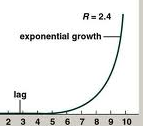 R = 2.4
exponential growth
lag
2 3 4 5 6 7 8 9 10